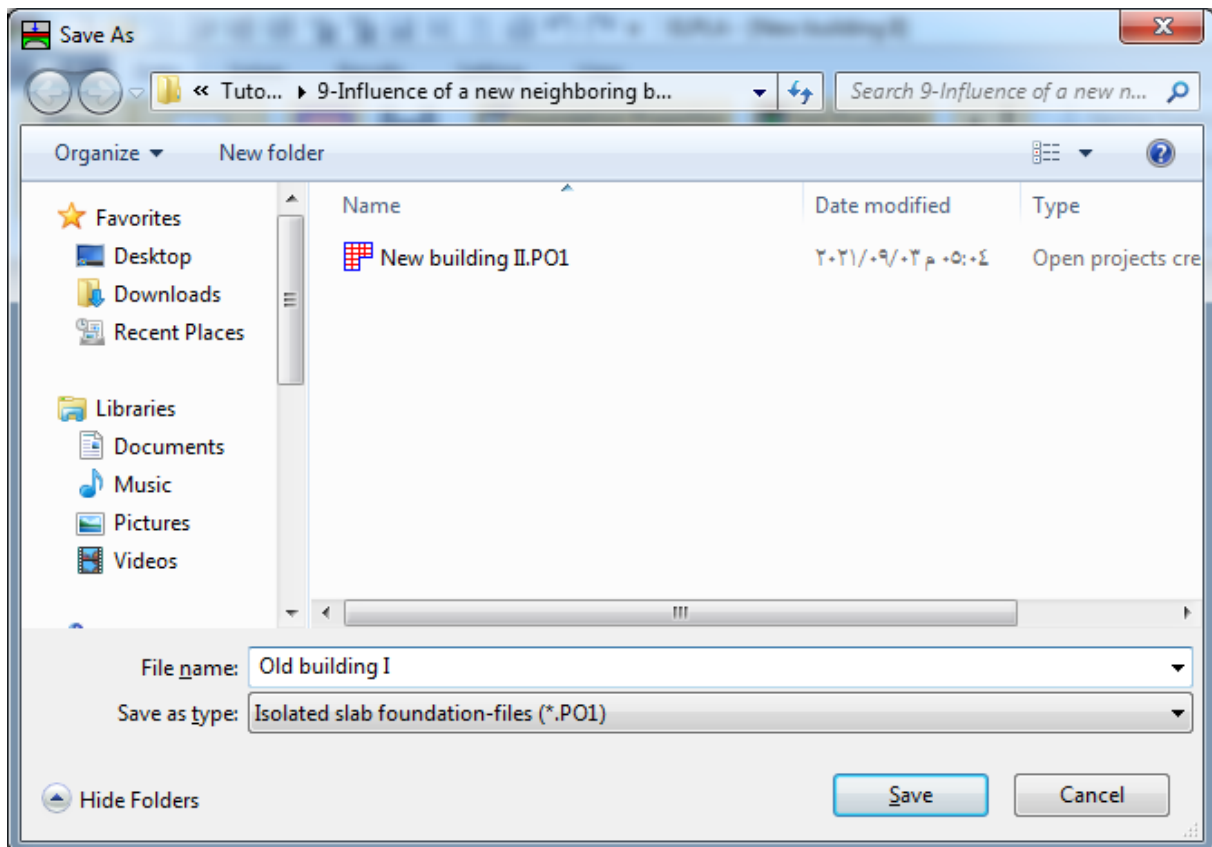 Save As
« Tuto... ▸ 9-Influence of a new neighboring b...
Search 9-Influence of a new n...
Organize
New folder
Name
Date modified
Type
Favorites
Desktop
New building II.PO1
٢٠٢١/٠٩/٠٣ م ٠٥:٠٤
Open projects cre
Downloads
Recent Places
Libraries
Documents
Music
Pictures
Videos
File name: Old building I
Save as type: Isolated slab foundation-files (*.PO1)
Hide Folders
Save
Cancel